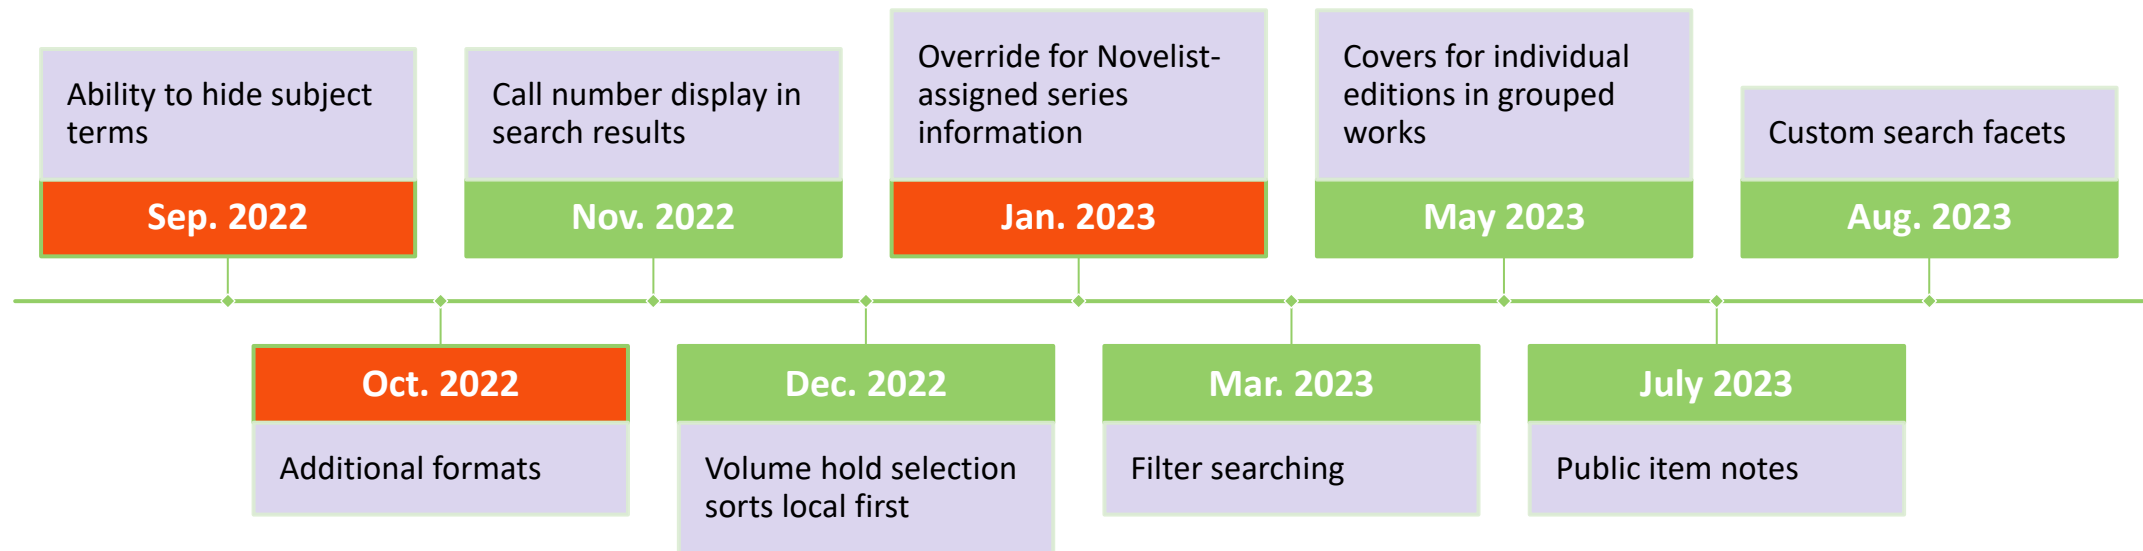 Ability to hide subject
terms
Sep. 2022
Oct. 2022
Additional formats
Call number display in
search results
Nov. 2022
Dec. 2022
Volume hold selection
sorts local first
Override for Novelist-
assigned series
information
Jan. 2023
Mar. 2023
Filter searching
Covers for individual
editions in grouped
works
May 2023
July 2023
Public item notes
Custom search facets
Aug. 2023